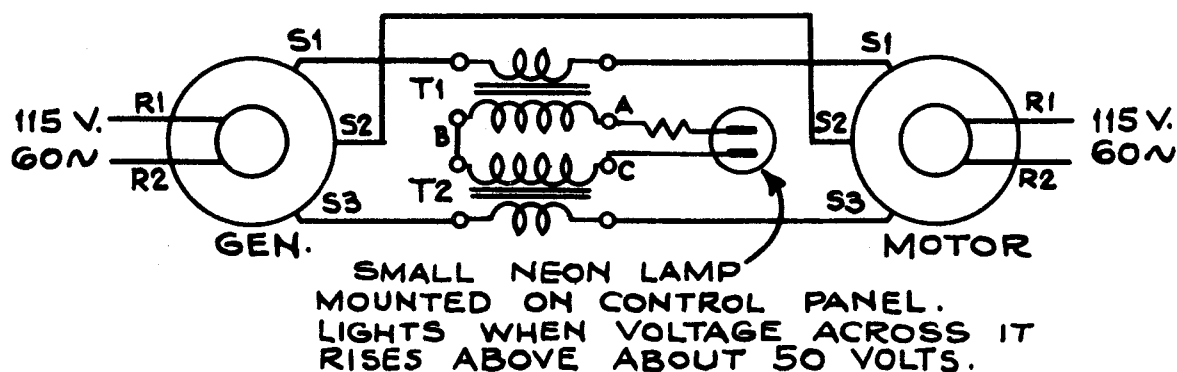 S1
S1
T1
A
R1
S2
B
S2
R1
115 V.
60~
115 V.
60~
R2
C
R2
T2
S3
S3
GEN.
MOTOR
SMALL NEON LAMP
MOUNTED ON CONTROL PANEL.
LIGHTS WHEN VOLTAGE ACROSS IT
RISES ABOVE ABOUT 50 VOLTS.